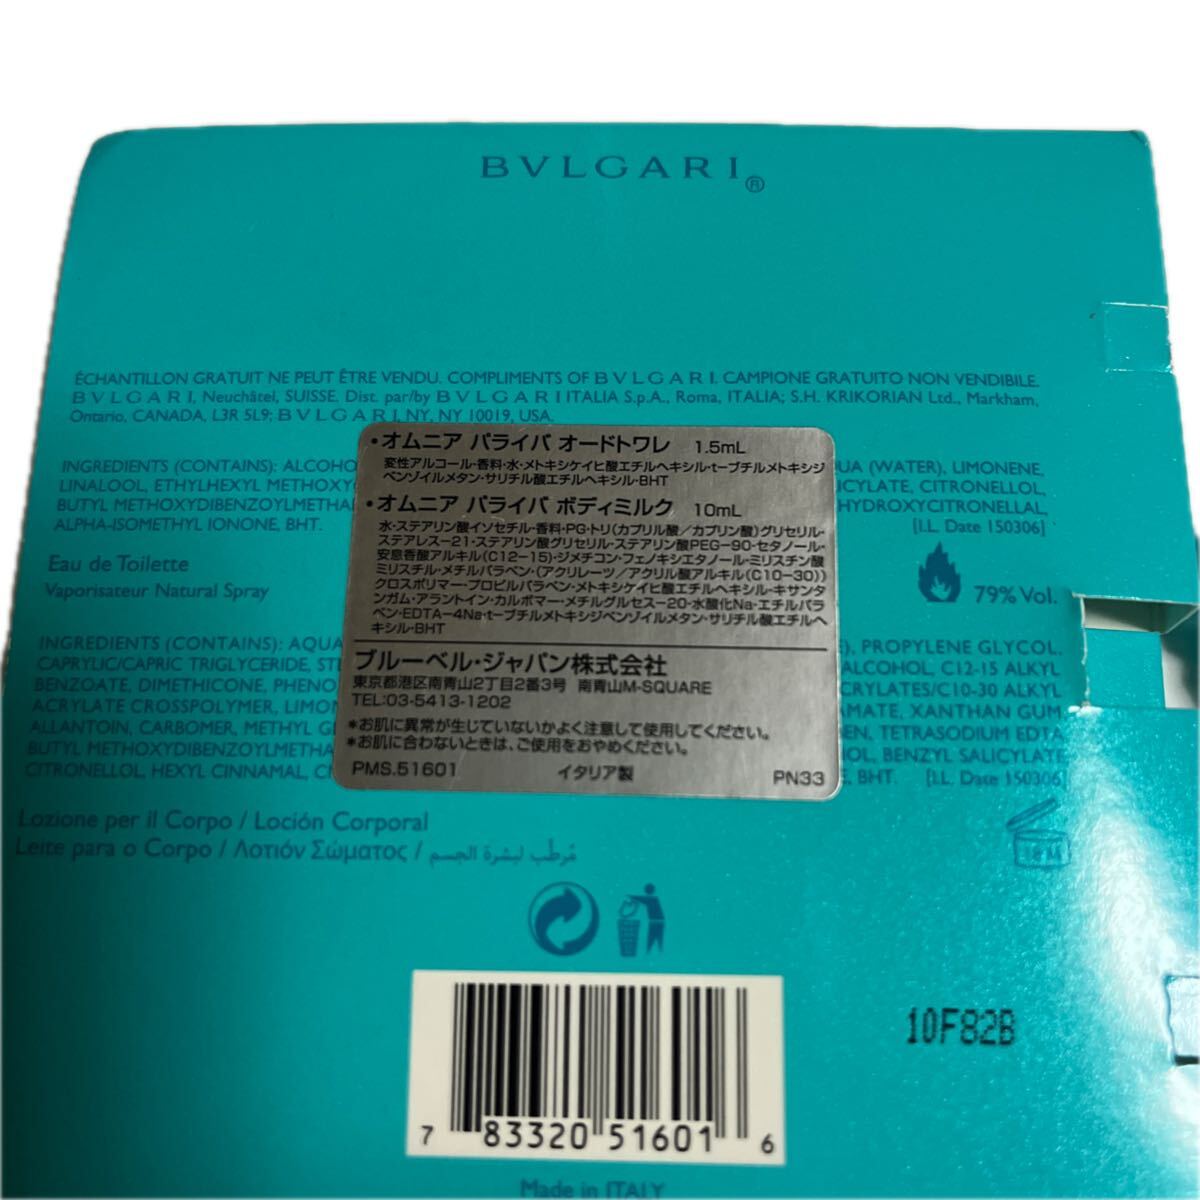 BVLGARI®
ÉCHANTILLON GRATUIT NE PEUT ÊTRE VENDU. COMPLIMENTS OF BVLGARI. CAMPIONE GRATUITO NON VENDIBILE.
BVLGARI, Neuchâtel, SUISSE. Dist. par/by BVLGARI ITALIA S.p.A., Roma, ITALIA; S.H. KRIKORIAN Ltd., Markham,
Ontario, CANADA, L3R 5L9; BVLGARI, NY, NY 10019, USA.
・オムニア パライバ オードトワレ 1.5mL
変性アルコール・香料・水・メトキシケイヒ酸エチルヘキシル・t-ブチルメトキシジ
ベンゾイルメタン・サリチル酸エチルヘキシル・BHT
・オムニア パライバ ボディミルク 10mL
水・ステアリン酸イソセチル・香料・PG・トリ(カプリル酸/カプリン酸)グリセリル・
ステアレス-21・ステアリン酸グリセリル・ステアリン酸PEG-90・セタノール・
安息香酸アルキル(C12-15)・ジメチコン・フェノキシエタノール・ミリスチン酸
ミリスチル・メチルパラベン・(アクリレーツ/アクリル酸アルキル(C10-30))
クロスポリマー・プロピルパラベン・メトキシケイヒ酸エチルヘキシル・キサンタ
ンガム・アラントイン・カルボマー・メチルグルセス-20・水酸化Na・エチルパラ
ベン・EDTA-4Na・t-ブチルメトキシジベンゾイルメタン・サリチル酸エチルヘ
キシル・BHT
ブルーベル・ジャパン株式会社
東京都港区南青山2丁目2番3号 南青山M-SQUARE
TEL:03-5413-1202
*お肌に異常が生じていないかよく注意して使用してください。
*お肌に合わないときは、ご使用をおやめください。
PMS.51601 イタリア製 PN33
INGREDIENTS (CONTAINS): ALCOHO UA (WATER), LIMONENE,
LINALOOL, ETHYLHEXYL METHOXY ICYLATE, CITRONELLOL,
BUTYL METHOXYDIBENZOYLMETHA HYDROXYCITRONELLAL,
ALPHA-ISOMETHYL IONONE, BHT. [I.L. Date 150306]
Eau de Toilette
Vaporisateur Natural Spray 79% Vol.
INGREDIENTS (CONTAINS): AQUA E), PROPYLENE GLYCOL,
CAPRYLIC/CAPRIC TRIGLYCERIDE, STE ALCOHOL, C12-15 ALKYL
BENZOATE, DIMETHICONE, PHENO CRYLATES/C10-30 ALKYL
ACRYLATE CROSSPOLYMER, LIMON AMATE, XANTHAN GUM,
ALLANTOIN, CARBOMER, METHYL GL EN, TETRASODIUM EDTA,
BUTYL METHOXYDIBENZOYLMETHA OL, BENZYL SALICYLATE,
CITRONELLOL, HEXYL CINNAMAL, C BHT. [I.L. Date 150306]
Lozione per il Corpo / Loción Corporal
Leite para o Corpo / Λοτιόν Σώματος / مُرطّب لبشرة الجسم
10F82B
7 83320 51601 6
Made in ITALY